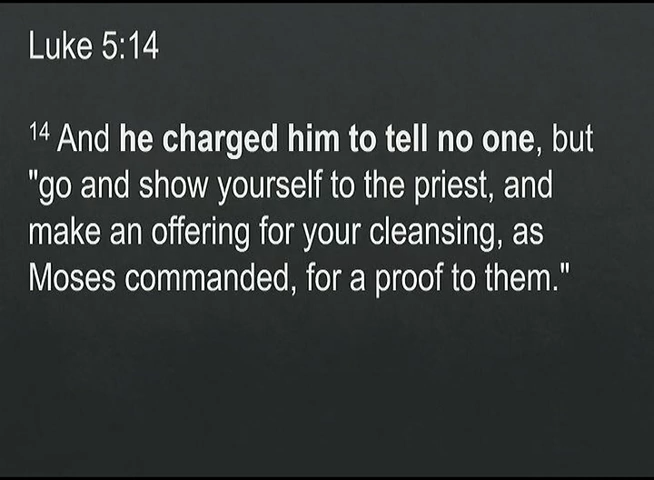 Luke 5:14
14 And he charged him to tell no one, but
"go and show yourself to the priest, and
make an offering for your cleansing, as
Moses commanded, for a proof to them."